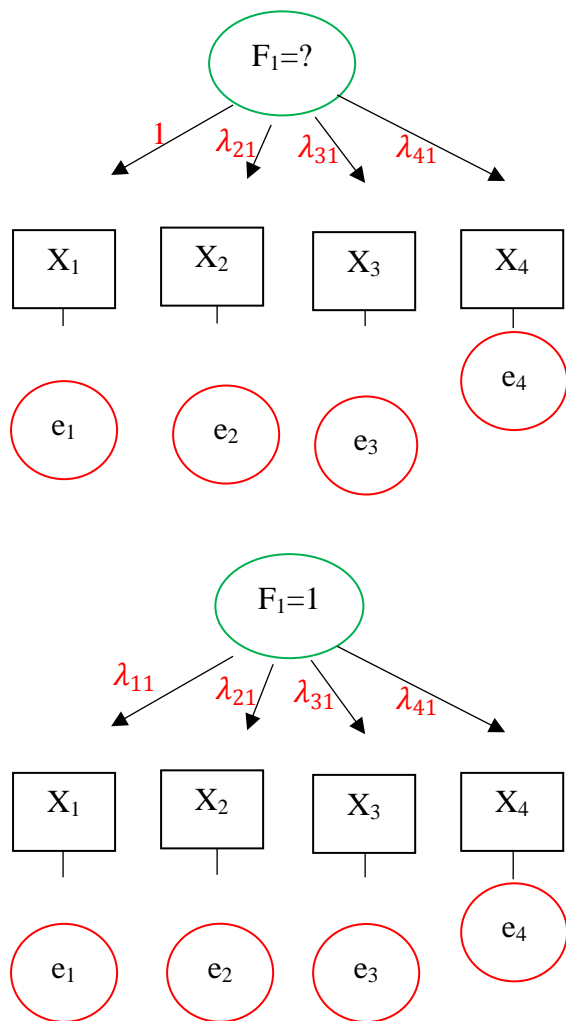 F₁=?
1 λ₂₁ λ₃₁ λ₄₁
X₁ X₂ X₃ X₄
e₁ e₂ e₃ e₄
F₁=1
λ₁₁ λ₂₁ λ₃₁ λ₄₁
X₁ X₂ X₃ X₄
e₁ e₂ e₃ e₄